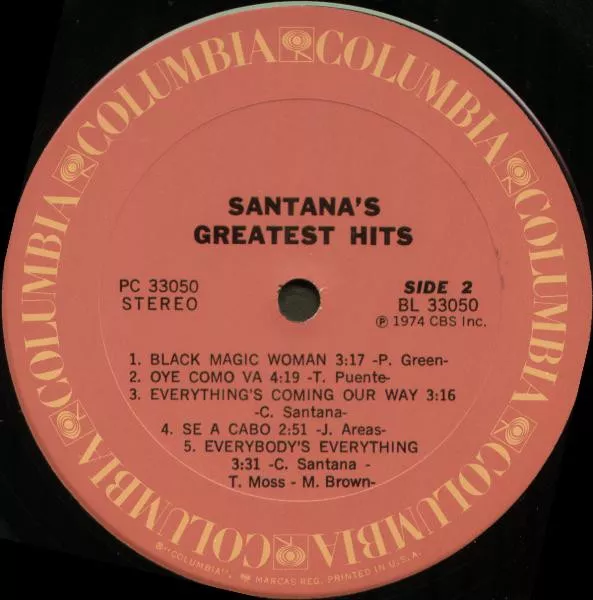 COLUMBIA COLUMBIA COLUMBIA COLUMBIA COLUMBIA COLUMBIA
SANTANA'S
GREATEST HITS
PC 33050
STEREO
SIDE 2
BL 33050
Ⓟ 1974 CBS Inc.
1. BLACK MAGIC WOMAN 3:17 -P. Green-
2. OYE COMO VA 4:19 -T. Puente-
3. EVERYTHING'S COMING OUR WAY 3:16
-C. Santana-
4. SE A CABO 2:51 -J. Areas-
5. EVERYBODY'S EVERYTHING
3:31 -C. Santana -
T. Moss - M. Brown-
®"COLUMBIA", MARCAS REG. PRINTED IN U.S.A.